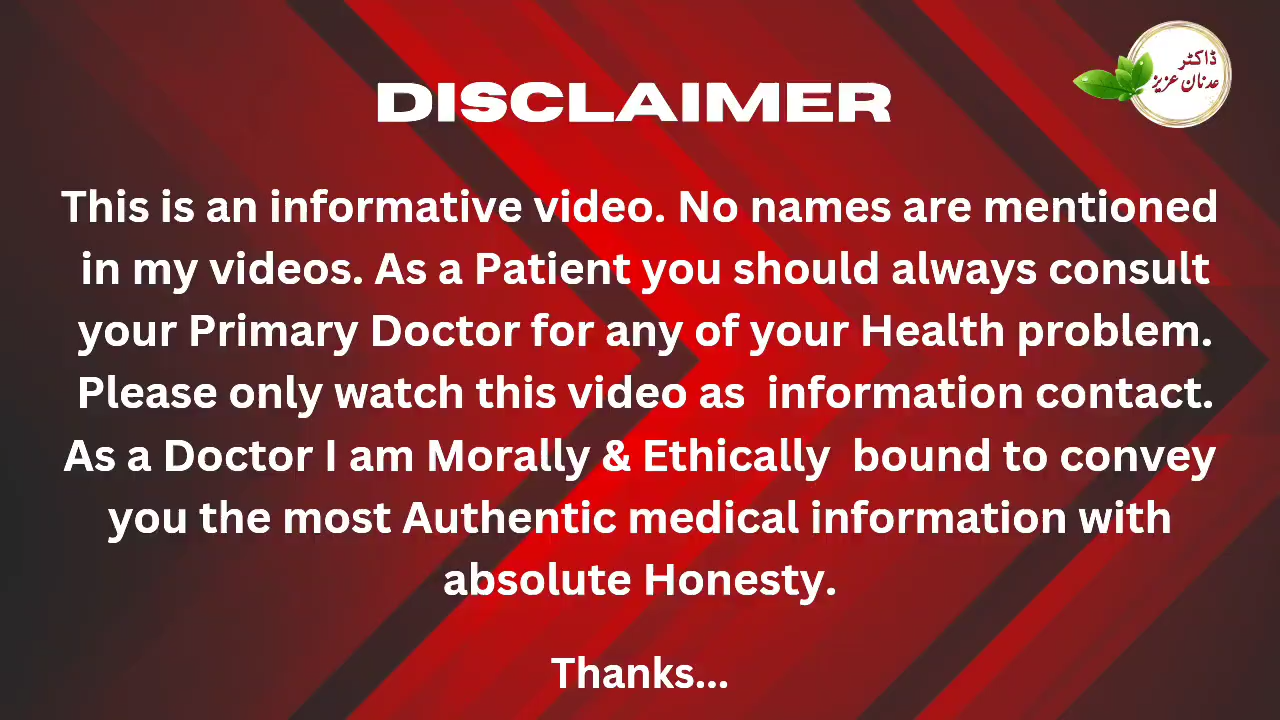 ڈاکٹر
عدنان عزیز
DISCLAIMER
This is an informative video. No names are mentioned
in my videos. As a Patient you should always consult
your Primary Doctor for any of your Health problem.
Please only watch this video as  information contact.
As a Doctor I am Morally & Ethically  bound to convey
you the most Authentic medical information with
absolute Honesty.
Thanks...